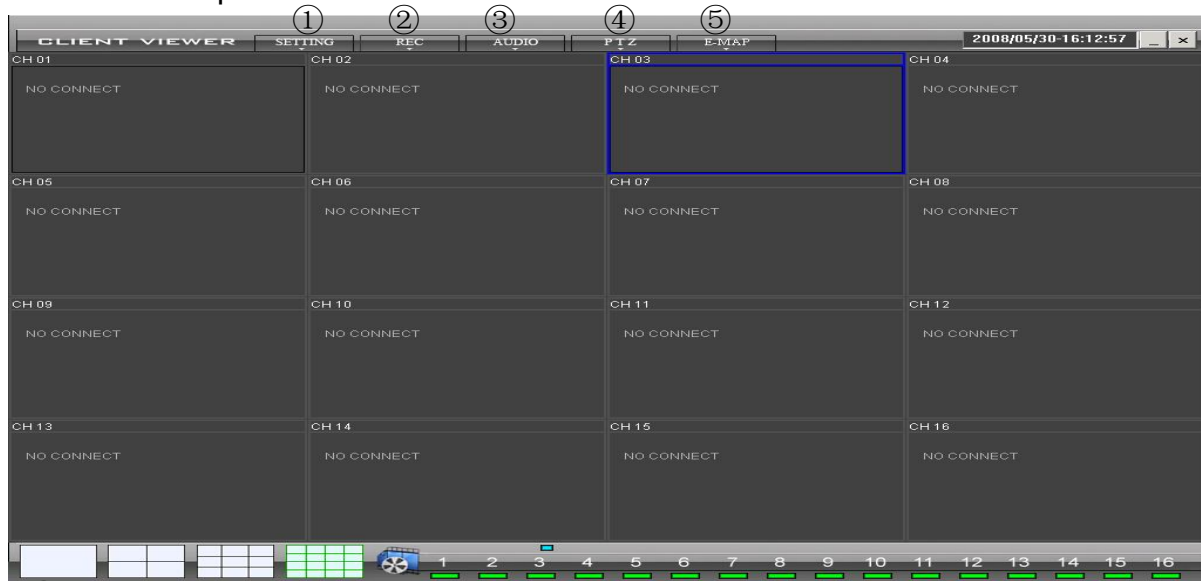 ① ② ③ ④ ⑤
CLIENT VIEWER SETTING REC AUDIO PTZ E-MAP 2008/05/30-16:12:57
CH 01 CH 02 CH 03 CH 04
NO CONNECT NO CONNECT NO CONNECT NO CONNECT
CH 05 CH 06 CH 07 CH 08
NO CONNECT NO CONNECT NO CONNECT NO CONNECT
CH 09 CH 10 CH 11 CH 12
NO CONNECT NO CONNECT NO CONNECT NO CONNECT
CH 13 CH 14 CH 15 CH 16
NO CONNECT NO CONNECT NO CONNECT NO CONNECT
1 2 3 4 5 6 7 8 9 10 11 12 13 14 15 16